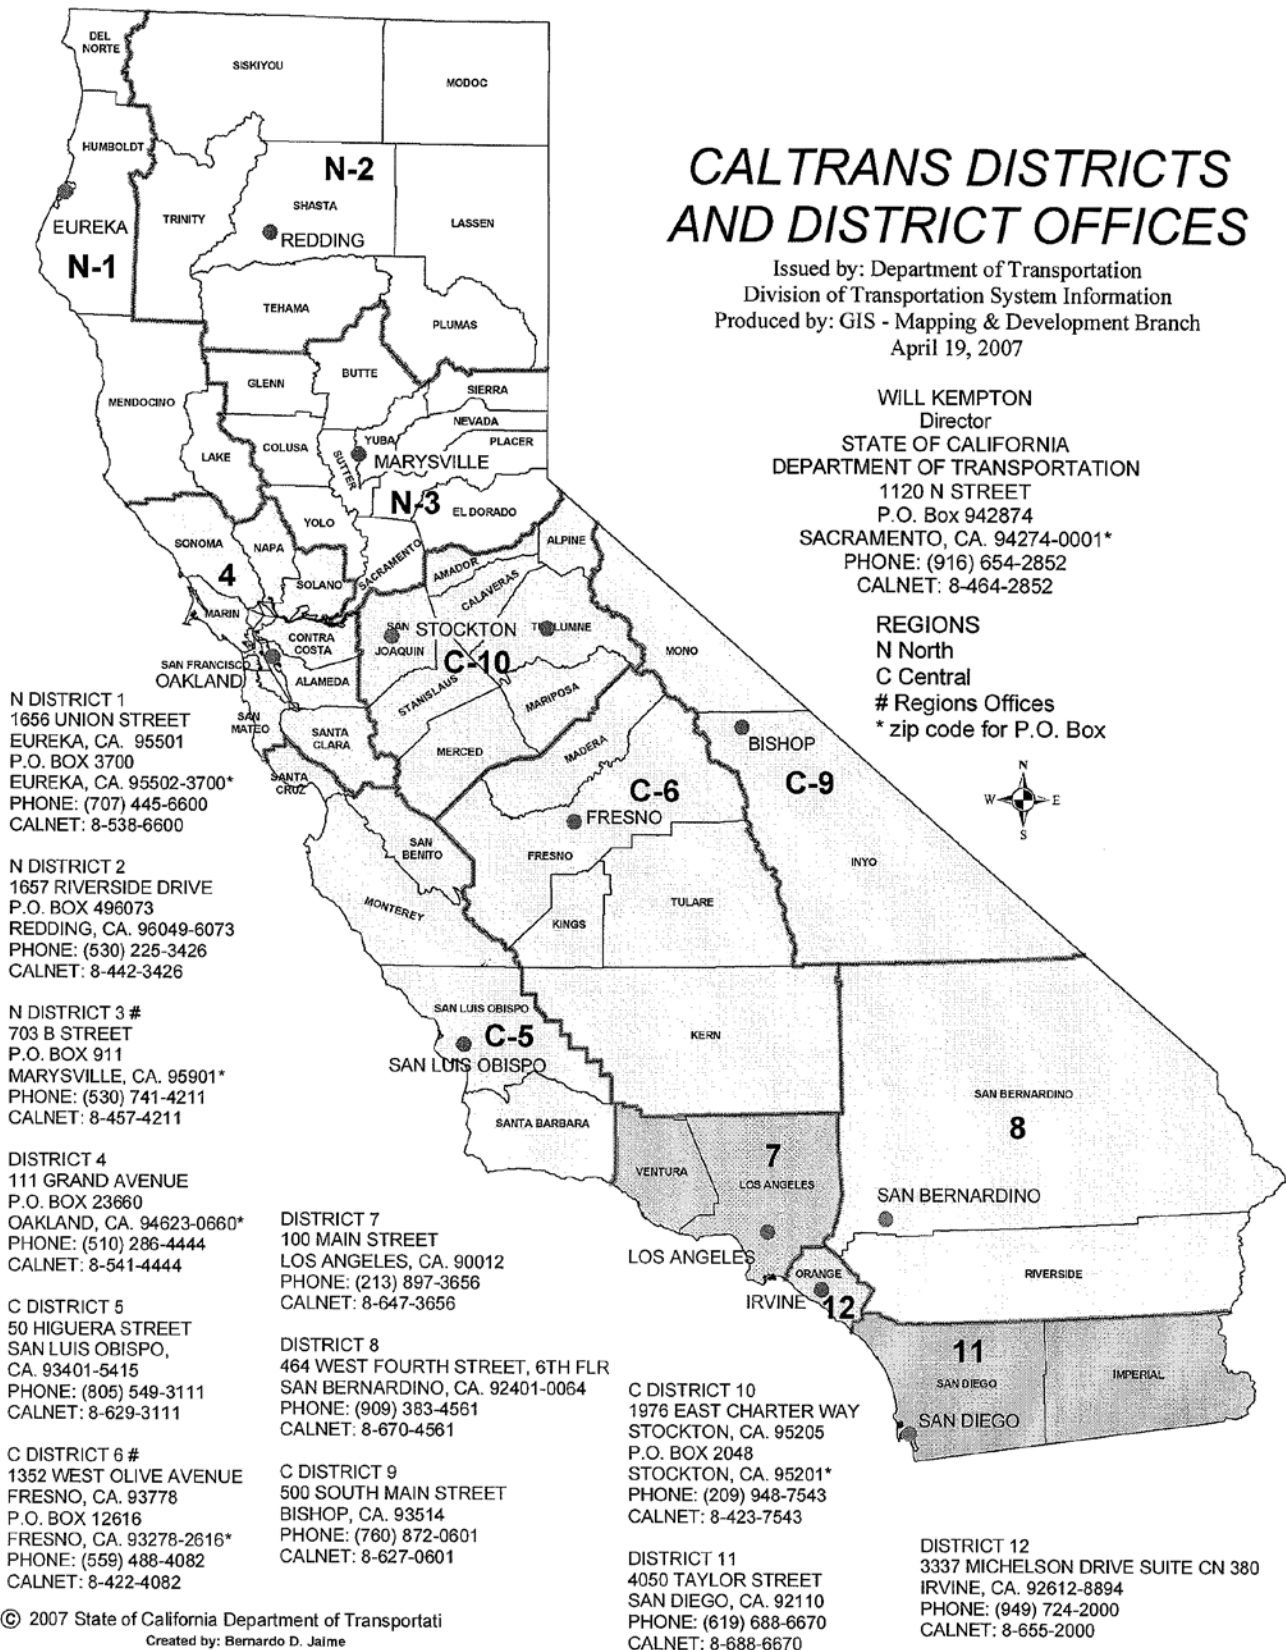 CALTRANS DISTRICTS
AND DISTRICT OFFICES
Issued by: Department of Transportation
Division of Transportation System Information
Produced by: GIS - Mapping & Development Branch
April 19, 2007
WILL KEMPTON
Director
STATE OF CALIFORNIA
DEPARTMENT OF TRANSPORTATION
1120 N STREET
P.O. Box 942874
SACRAMENTO, CA. 94274-0001*
PHONE: (916) 654-2852
CALNET: 8-464-2852
REGIONS
N North
C Central
# Regions Offices
* zip code for P.O. Box
N
W E
S
DEL
NORTE
SISKIYOU
MODOC
HUMBOLDT
N-2
SHASTA
TRINITY
LASSEN
EUREKA
REDDING
N-1
TEHAMA
PLUMAS
BUTTE
GLENN
SIERRA
MENDOCINO
NEVADA
YUBA
PLACER
COLUSA
LAKE
SUTTER
MARYSVILLE
N-3
EL DORADO
YOLO
SONOMA
NAPA
ALPINE
SACRAMENTO
AMADOR
4
SOLANO
CALAVERAS
MARIN
SAN
JOAQUIN
STOCKTON
TUOLUMNE
CONTRA
COSTA
MONO
SAN FRANCISCO
C-10
OAKLAND
ALAMEDA
STANISLAUS
MARIPOSA
SAN
MATEO
SANTA
CLARA
MERCED
MADERA
BISHOP
SANTA
CRUZ
C-6
C-9
FRESNO
SAN
BENITO
FRESNO
INYO
MONTEREY
KINGS
TULARE
SAN LUIS OBISPO
C-5
SAN LUIS OBISPO
KERN
SAN BERNARDINO
8
SANTA BARBARA
VENTURA
7
LOS ANGELES
SAN BERNARDINO
LOS ANGELES
ORANGE
RIVERSIDE
IRVINE
12
11
SAN DIEGO
IMPERIAL
SAN DIEGO
N DISTRICT 1
1656 UNION STREET
EUREKA, CA. 95501
P.O. BOX 3700
EUREKA, CA. 95502-3700*
PHONE: (707) 445-6600
CALNET: 8-538-6600
N DISTRICT 2
1657 RIVERSIDE DRIVE
P.O. BOX 496073
REDDING, CA. 96049-6073
PHONE: (530) 225-3426
CALNET: 8-442-3426
N DISTRICT 3 #
703 B STREET
P.O. BOX 911
MARYSVILLE, CA. 95901*
PHONE: (530) 741-4211
CALNET: 8-457-4211
DISTRICT 4
111 GRAND AVENUE
P.O. BOX 23660
OAKLAND, CA. 94623-0660*
PHONE: (510) 286-4444
CALNET: 8-541-4444
C DISTRICT 5
50 HIGUERA STREET
SAN LUIS OBISPO,
CA. 93401-5415
PHONE: (805) 549-3111
CALNET: 8-629-3111
C DISTRICT 6 #
1352 WEST OLIVE AVENUE
FRESNO, CA. 93778
P.O. BOX 12616
FRESNO, CA. 93278-2616*
PHONE: (559) 488-4082
CALNET: 8-422-4082
DISTRICT 7
100 MAIN STREET
LOS ANGELES, CA. 90012
PHONE: (213) 897-3656
CALNET: 8-647-3656
DISTRICT 8
464 WEST FOURTH STREET, 6TH FLR
SAN BERNARDINO, CA. 92401-0064
PHONE: (909) 383-4561
CALNET: 8-670-4561
C DISTRICT 9
500 SOUTH MAIN STREET
BISHOP, CA. 93514
PHONE: (760) 872-0601
CALNET: 8-627-0601
C DISTRICT 10
1976 EAST CHARTER WAY
STOCKTON, CA. 95205
P.O. BOX 2048
STOCKTON, CA. 95201*
PHONE: (209) 948-7543
CALNET: 8-423-7543
DISTRICT 11
4050 TAYLOR STREET
SAN DIEGO, CA. 92110
PHONE: (619) 688-6670
CALNET: 8-688-6670
DISTRICT 12
3337 MICHELSON DRIVE SUITE CN 380
IRVINE, CA. 92612-8894
PHONE: (949) 724-2000
CALNET: 8-655-2000
© 2007 State of California Department of Transportati
Created by: Bernardo D. Jaime